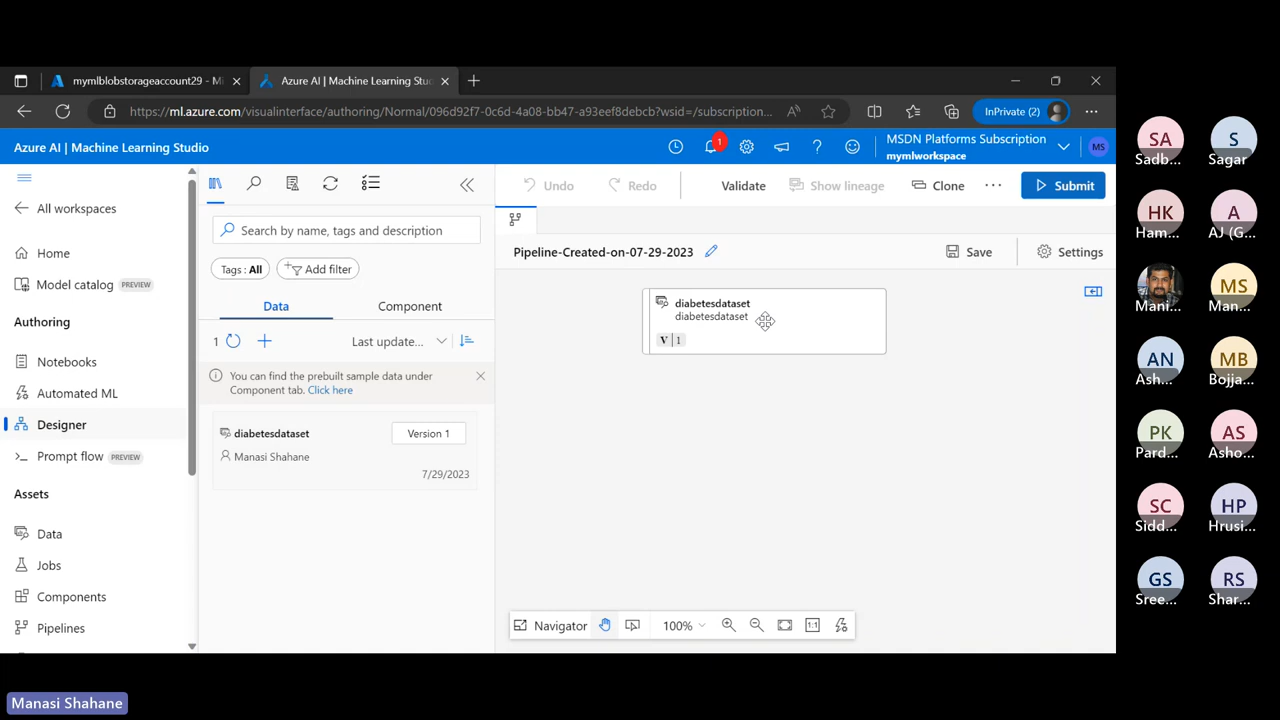 mymlblobstorageaccount29 - Mi
Azure AI | Machine Learning Stud
https://ml.azure.com/visualinterface/authoring/Normal/096d92f7-0c6d-4a08-bb47-a93eef8debcb?wsid=/subscription...
InPrivate (2)
Azure AI | Machine Learning Studio
1
MSDN Platforms Subscription
mymlworkspace
MS
All workspaces
Home
Model catalog PREVIEW
Authoring
Notebooks
Automated ML
Designer
Prompt flow PREVIEW
Assets
Data
Jobs
Components
Pipelines
Search by name, tags and description
Tags : All
Add filter
Data
Component
1
Last update...
You can find the prebuilt sample data under
Component tab. Click here
diabetesdataset
Version 1
Manasi Shahane
7/29/2023
Undo
Redo
Validate
Show lineage
Clone
Submit
Pipeline-Created-on-07-29-2023
Save
Settings
diabetesdataset
diabetesdataset
V | 1
Navigator
100%
1:1
SA
Sadb...
S
Sagar
HK
Ham...
A
AJ (G...
Mani...
MS
Man...
AN
Ash...
MB
Bojja...
PK
Pard...
AS
Asho...
SC
Sidd...
HP
Hrusi...
GS
Sree...
RS
Shar...
Manasi Shahane